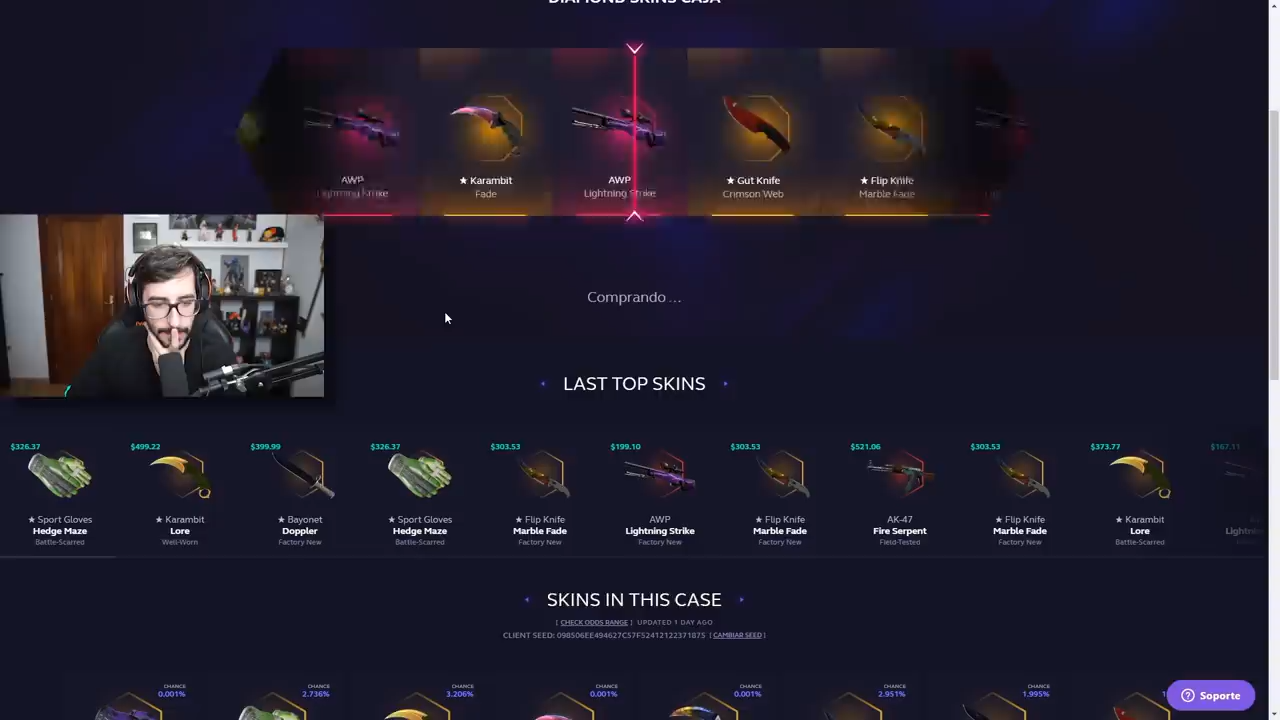 DIAMOND SKINS CAJA
AWP
Lightning Strike
★ Karambit
Fade
AWP
Lightning Strike
★ Gut Knife
Crimson Web
★ Flip Knife
Marble Fade
Comprando ...
LAST TOP SKINS
$326.37
★ Sport Gloves
Hedge Maze
Battle-Scarred
$499.22
★ Karambit
Lore
Well-Worn
$399.99
★ Bayonet
Doppler
Factory New
$326.37
★ Sport Gloves
Hedge Maze
Battle-Scarred
$303.53
★ Flip Knife
Marble Fade
Factory New
$199.10
AWP
Lightning Strike
Factory New
$303.53
★ Flip Knife
Marble Fade
Factory New
$521.06
AK-47
Fire Serpent
Field-Tested
$303.53
★ Flip Knife
Marble Fade
Factory New
$373.77
★ Karambit
Lore
Battle-Scarred
$167.11
SKINS IN THIS CASE
[ CHECK ODDS RANGE ] UPDATED 1 DAY AGO
CLIENT SEED: 098506EE494627C57F52412122371875 [ CAMBIAR SEED ]
CHANCE
0.001%
CHANCE
2.736%
CHANCE
3.206%
CHANCE
0.001%
CHANCE
0.001%
CHANCE
2.951%
CHANCE
1.995%
Soporte